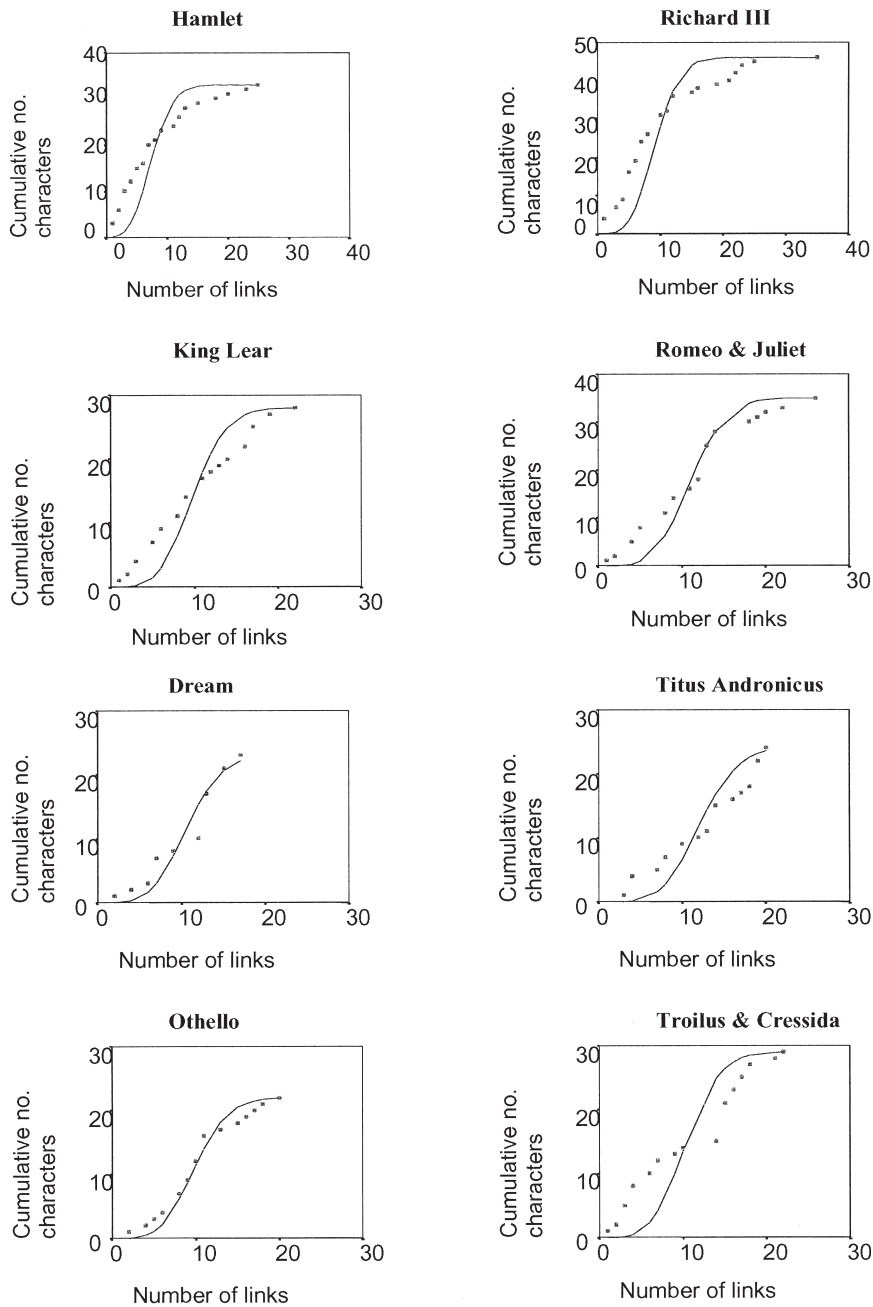 Hamlet
40
30
20
10
0
Cumulative no.
characters
0 10 20 30 40
Number of links
Richard III
50
40
30
20
10
0
Cumulative no.
characters
0 10 20 30 40
Number of links
King Lear
30
20
10
0
Cumulative no.
characters
0 10 20 30
Number of links
Romeo & Juliet
40
30
20
10
0
Cumulative no.
characters
0 10 20 30
Number of links
Dream
30
20
10
0
Cumulative no.
characters
0 10 20 30
Number of links
Titus Andronicus
30
20
10
0
Cumulative no.
characters
0 10 20 30
Number of links
Othello
30
20
10
0
Cumulative no.
characters
0 10 20 30
Number of links
Troilus & Cressida
30
20
10
0
Cumulative no.
characters
0 10 20 30
Number of links